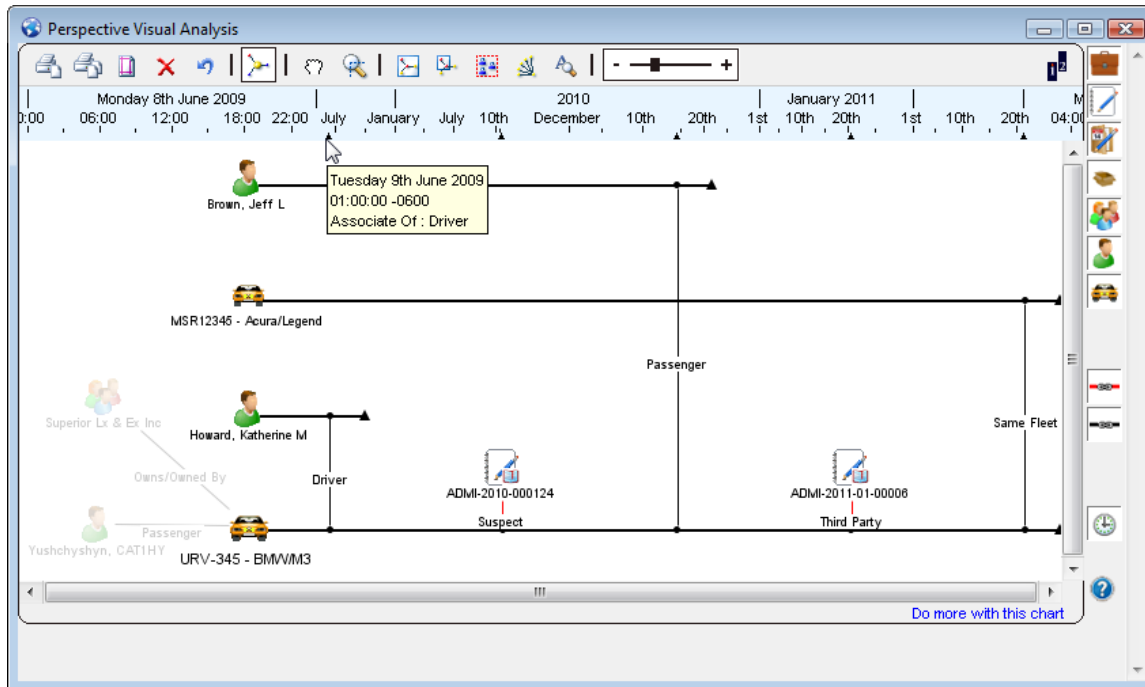 Perspective Visual Analysis
- +
Monday 8th June 2009 2010 January 2011 M
0:00 06:00 12:00 18:00 22:00 July January July 10th December 10th 20th 1st 10th 20th 1st 10th 20th 04:00
Tuesday 9th June 2009
01:00:00 -0600
Associate Of : Driver
Brown, Jeff L
MSR12345 - Acura/Legend
Passenger
Superior Lx & Ex Inc
Howard, Katherine M
Same Fleet
Owns/Owned By
Driver
ADMI-2010-000124
ADMI-2011-01-00006
Suspect
Third Party
Passenger
Yushchyshyn, CAT1HY
URV-345 - BMW/M3
Do more with this chart